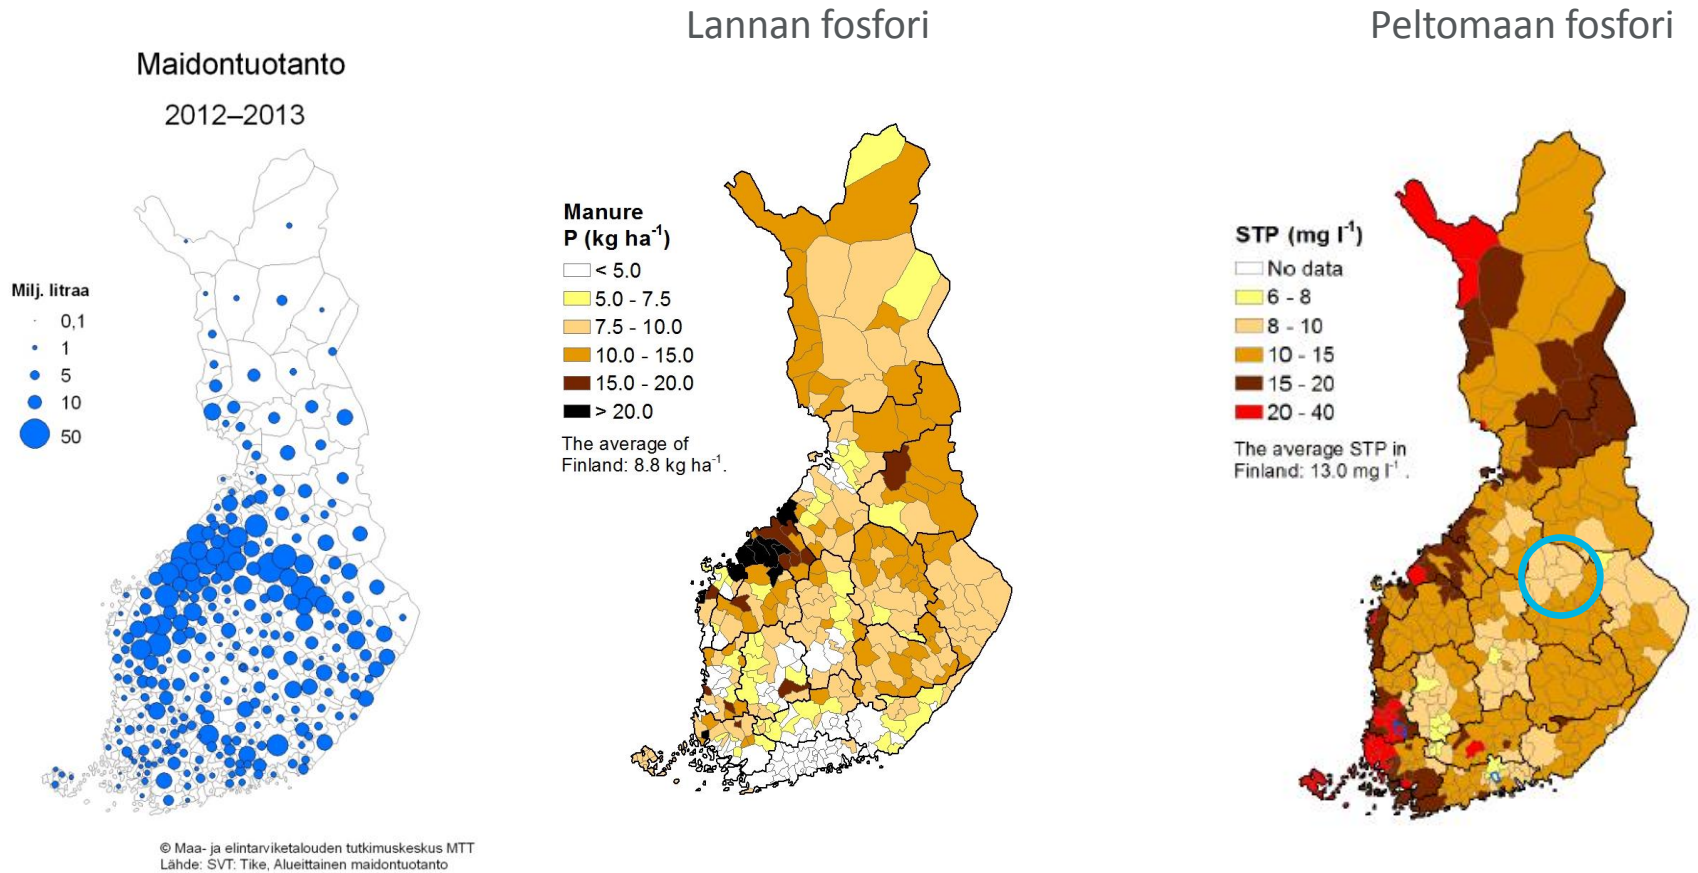 Lannan fosfori
Peltomaan fosfori
Maidontuotanto
2012–2013
Milj. litraa
0,1
1
5
10
50
© Maa- ja elintarviketalouden tutkimuskeskus MTT
Lähde: SVT: Tike, Alueittainen maidontuotanto
Manure
P (kg ha⁻¹)
< 5.0
5.0 - 7.5
7.5 - 10.0
10.0 - 15.0
15.0 - 20.0
> 20.0
The average of
Finland: 8.8 kg ha⁻¹.
STP (mg l⁻¹)
No data
6 - 8
8 - 10
10 - 15
15 - 20
20 - 40
The average STP in
Finland: 13.0 mg l⁻¹ .